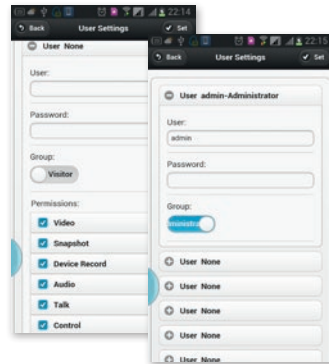 22:14
Back User Settings Set
User None
User:
Password:
Group:
Visitor
Permissions:
Video
Snapshot
Device Record
Audio
Talk
Control
22:15
Back User Settings Set
User admin-Administrator
User:
admin
Password:
Group:
ministra
User None
User None
User None
User None
User None